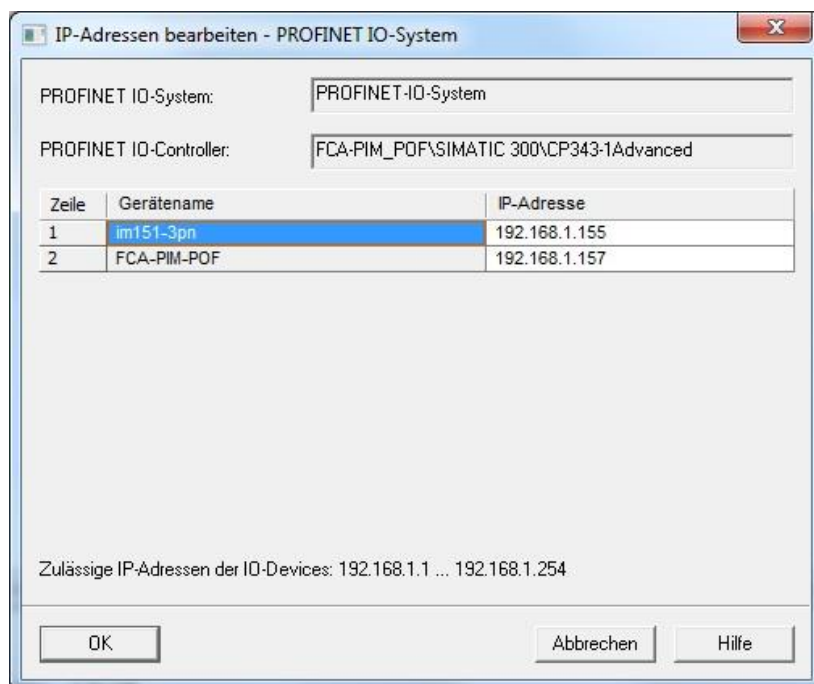 IP-Adressen bearbeiten - PROFINET IO-System
PROFINET IO-System: PROFINET-IO-System
PROFINET IO-Controller: FCA-PIM_POF\SIMATIC 300\CP343-1Advanced
Zeile Gerätename IP-Adresse
1 im151-3pn 192.168.1.155
2 FCA-PIM-POF 192.168.1.157
Zulässige IP-Adressen der IO-Devices: 192.168.1.1 ... 192.168.1.254
OK Abbrechen Hilfe